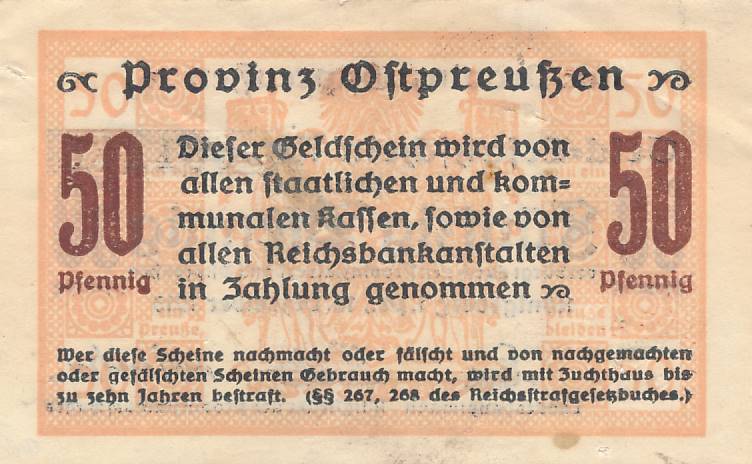 Provinz Ostpreußen
50 Pfennig
Dieser Geldschein wird von
allen staatlichen und kom=
munalen Kassen, sowie von
allen Reichsbankanstalten
in Zahlung genommen
50 Pfennig
Wer diese Scheine nachmacht oder fälscht und von nachgemachten
oder gefälschten Scheinen Gebrauch macht, wird mit Zuchthaus bis
zu zehn Jahren bestraft. (§§ 267, 268 des Reichsstrafgesetzbuches.)